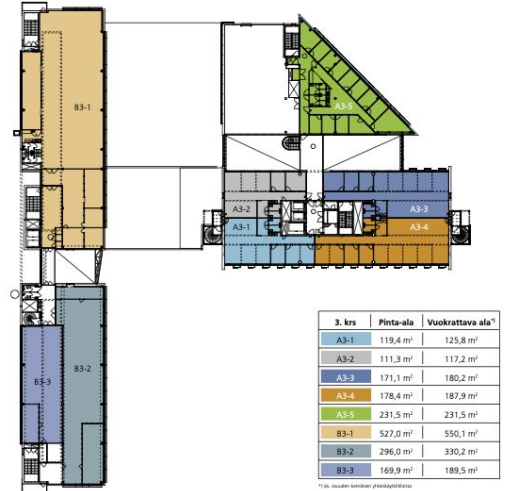 B3-1
A3-5
A3-2
A3-3
A3-1
A3-4
B3-2
B3-3
3. krs Pinta-ala Vuokrattava ala*)
A3-1 119,4 m² 125,8 m²
A3-2 111,3 m² 117,2 m²
A3-3 171,1 m² 180,2 m²
A3-4 178,4 m² 187,9 m²
A3-5 231,5 m² 231,5 m²
B3-1 527,0 m² 550,1 m²
B3-2 296,0 m² 330,2 m²
B3-3 169,9 m² 189,5 m²
*) sis. osuuden kerroksen yhteiskäyttötiloista